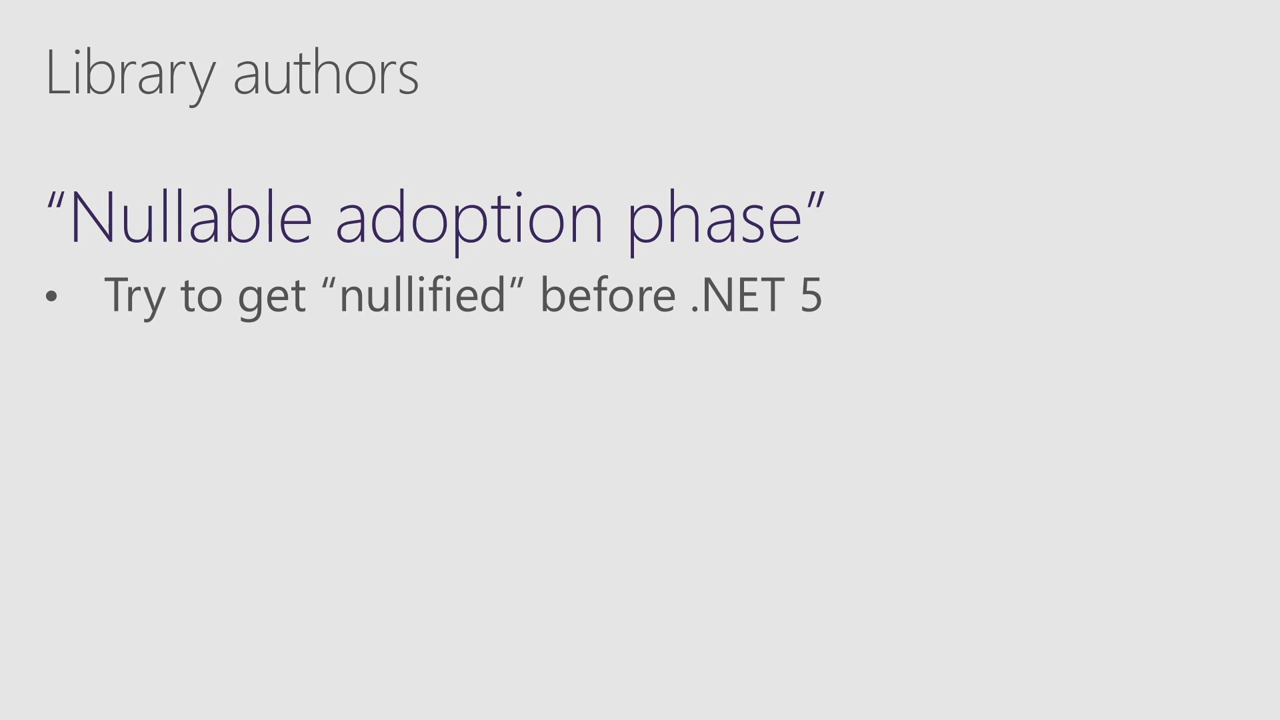 Library authors
“Nullable adoption phase”
• Try to get “nullified” before .NET 5